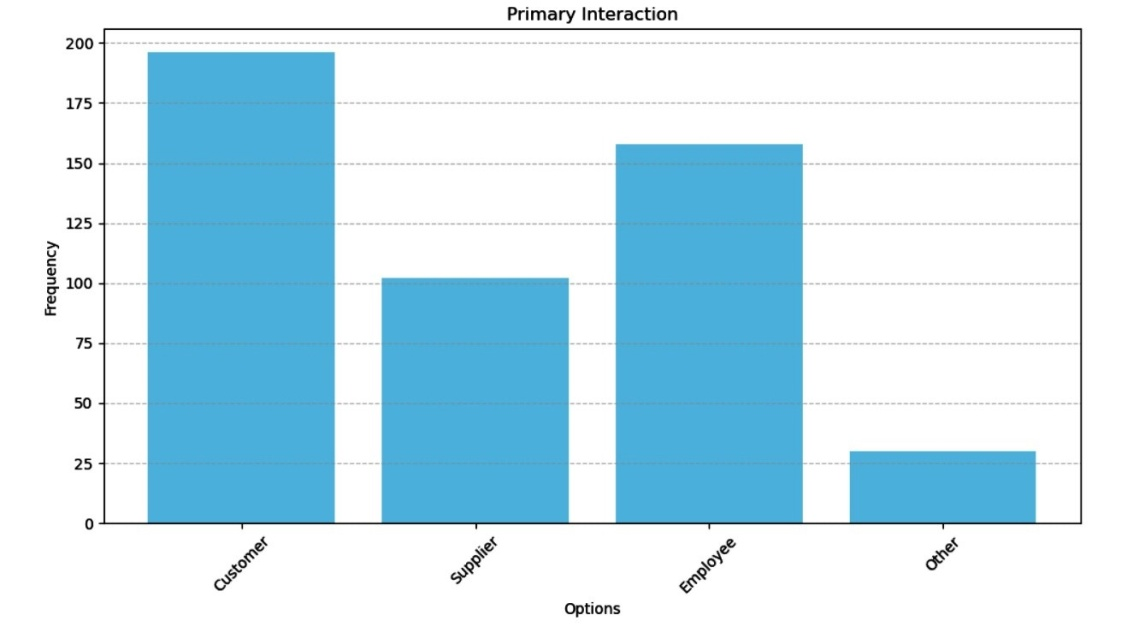 Primary Interaction
200
175
150
125
100
75
50
25
0
Frequency
Customer
Supplier
Employee
Other
Options